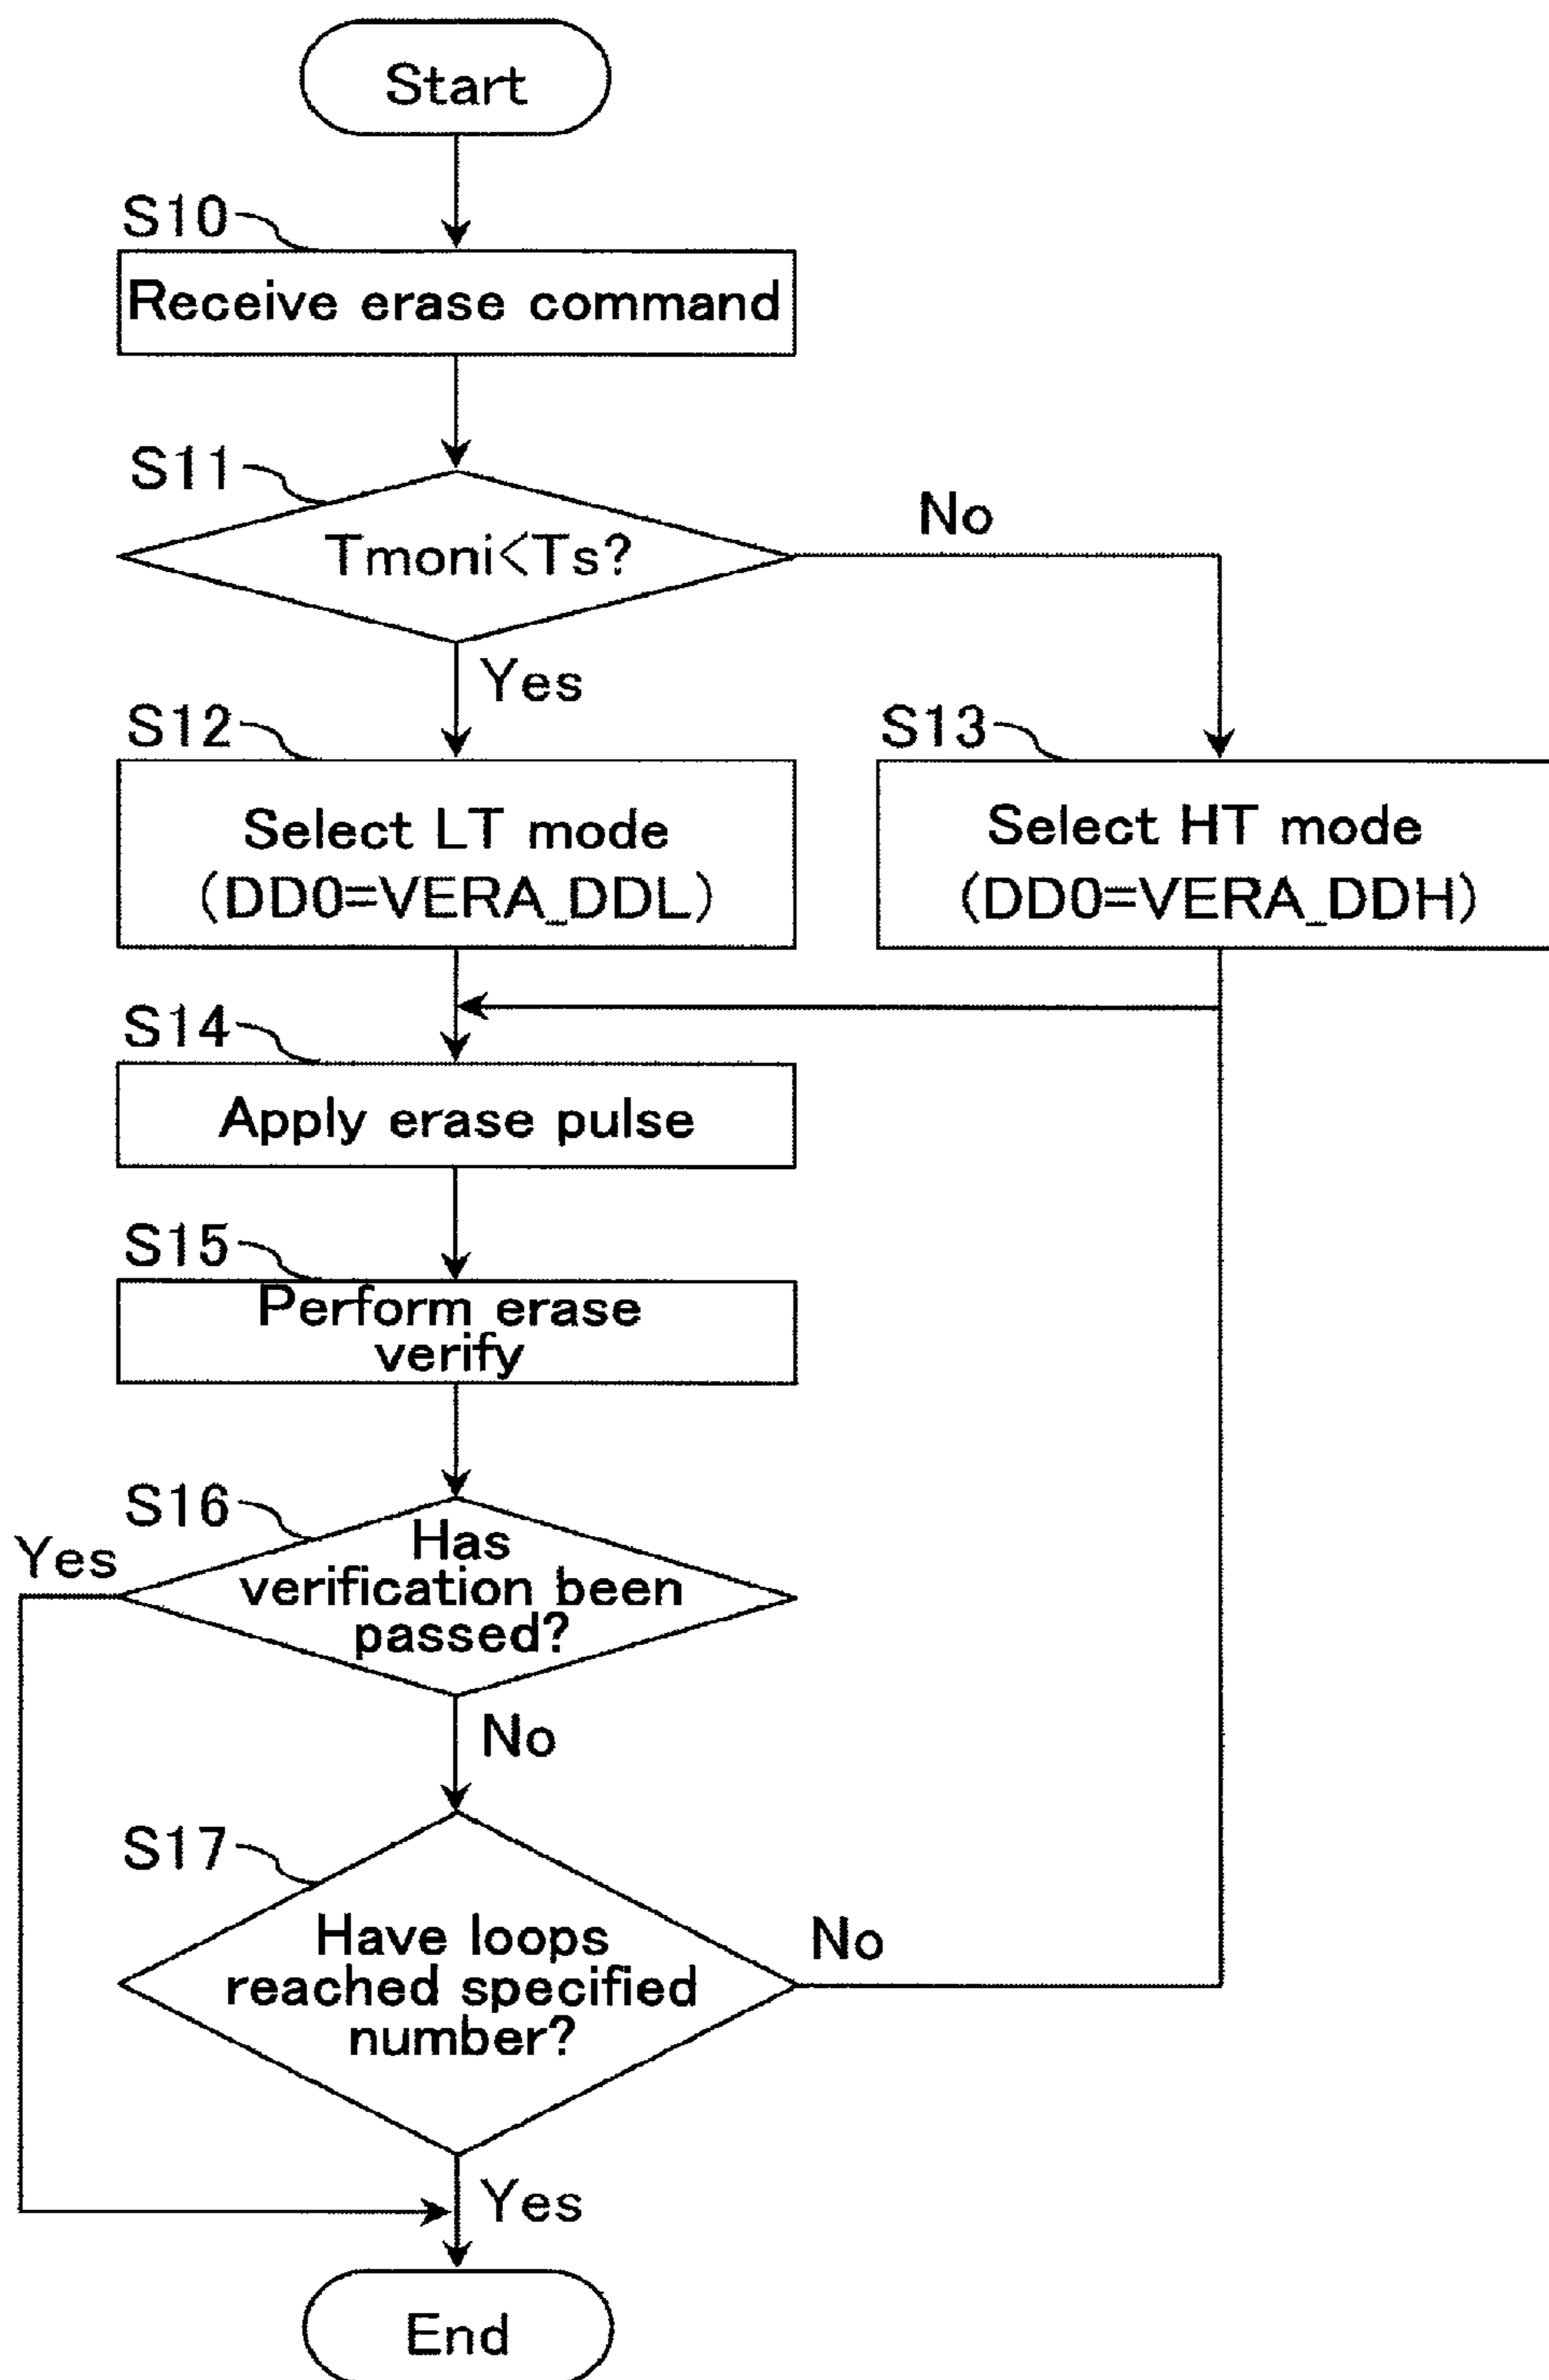 Start
S10
Receive erase command
S11
Tmoni<Ts?
No
Yes
S12
Select LT mode
(DD0=VERA_DDL)
S13
Select HT mode
(DD0=VERA_DDH)
S14
Apply erase pulse
S15
Perform erase
verify
S16
Yes
Has
verification been
passed?
No
S17
Have loops
reached specified
number?
No
Yes
End